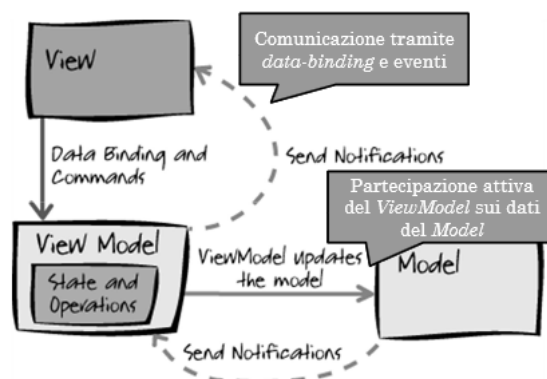 View
Comunicazione tramite
data-binding e eventi
Data Binding and
Commands
Send Notifications
View Model
State and
Operations
ViewModel updates
the model
Partecipazione attiva
del ViewModel sui dati
del Model
Model
Send Notifications